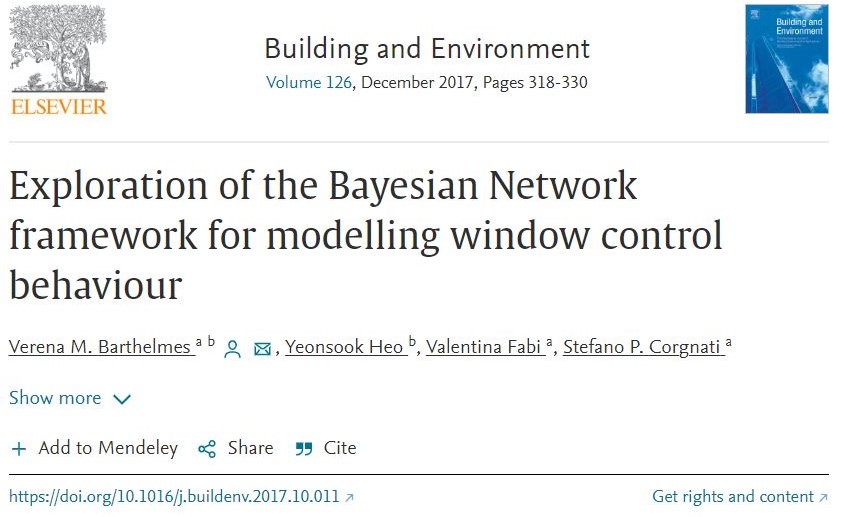 ELSEVIER
Building and Environment
Volume 126, December 2017, Pages 318-330
Building and
Environment
Exploration of the Bayesian Network
framework for modelling window control
behaviour
Verena M. Barthelmes a b, Yeonsook Heo b, Valentina Fabi a, Stefano P. Corgnati a
Show more
Add to Mendeley Share Cite
https://doi.org/10.1016/j.buildenv.2017.10.011 Get rights and content